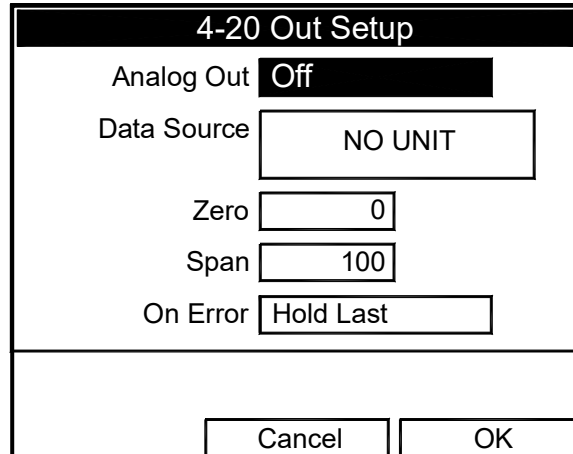 4-20 Out Setup
Analog Out Off
Data Source NO UNIT
Zero 0
Span 100
On Error Hold Last
Cancel OK